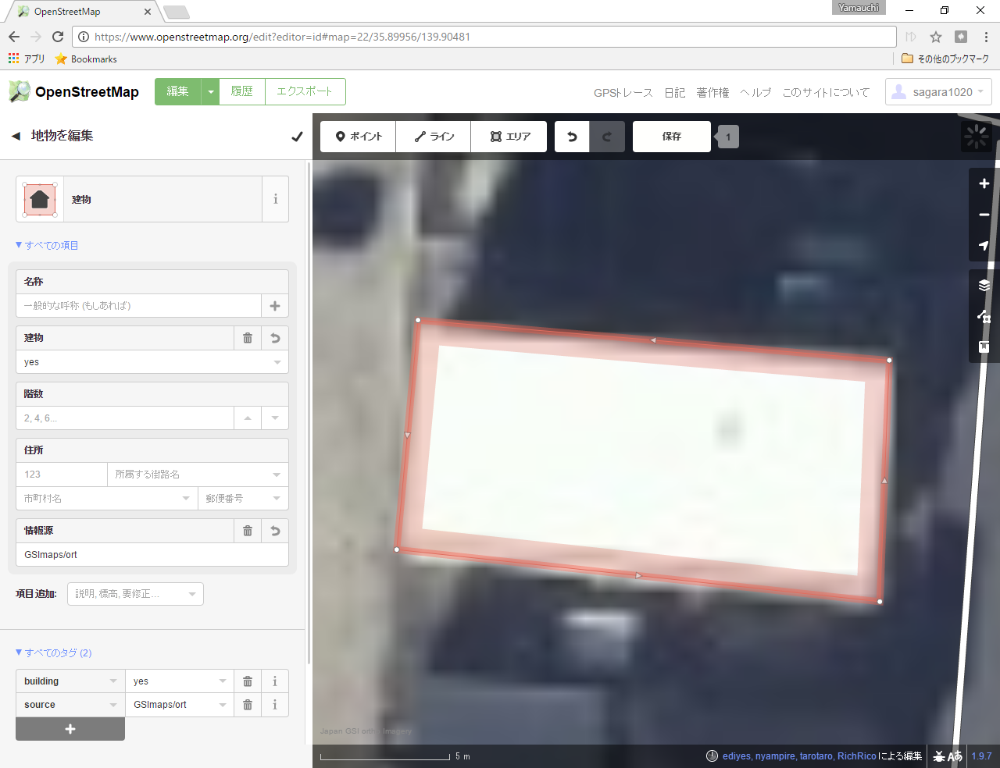 OpenStreetMap
Yamauchi
https://www.openstreetmap.org/edit?editor=id#map=22/35.89956/139.90481
アプリ Bookmarks その他のブックマーク
OpenStreetMap 編集 履歴 エクスポート GPSトレース 日記 著作権 ヘルプ このサイトについて sagara1020
地物を編集
ポイント ライン エリア 保存 1
建物
すべての項目
名称
一般的な呼称 (もしあれば)
建物
yes
階数
2, 4, 6...
住所
123 所属する街路名
市町村名 郵便番号
情報源
GSImaps/ort
項目追加: 説明, 標高, 要修正...
すべてのタグ (2)
building yes
source GSImaps/ort
Japan GSI ortho Imagery
5 m
ediyes, nyampire, tarotaro, RichRico による編集 Aあ 1.9.7